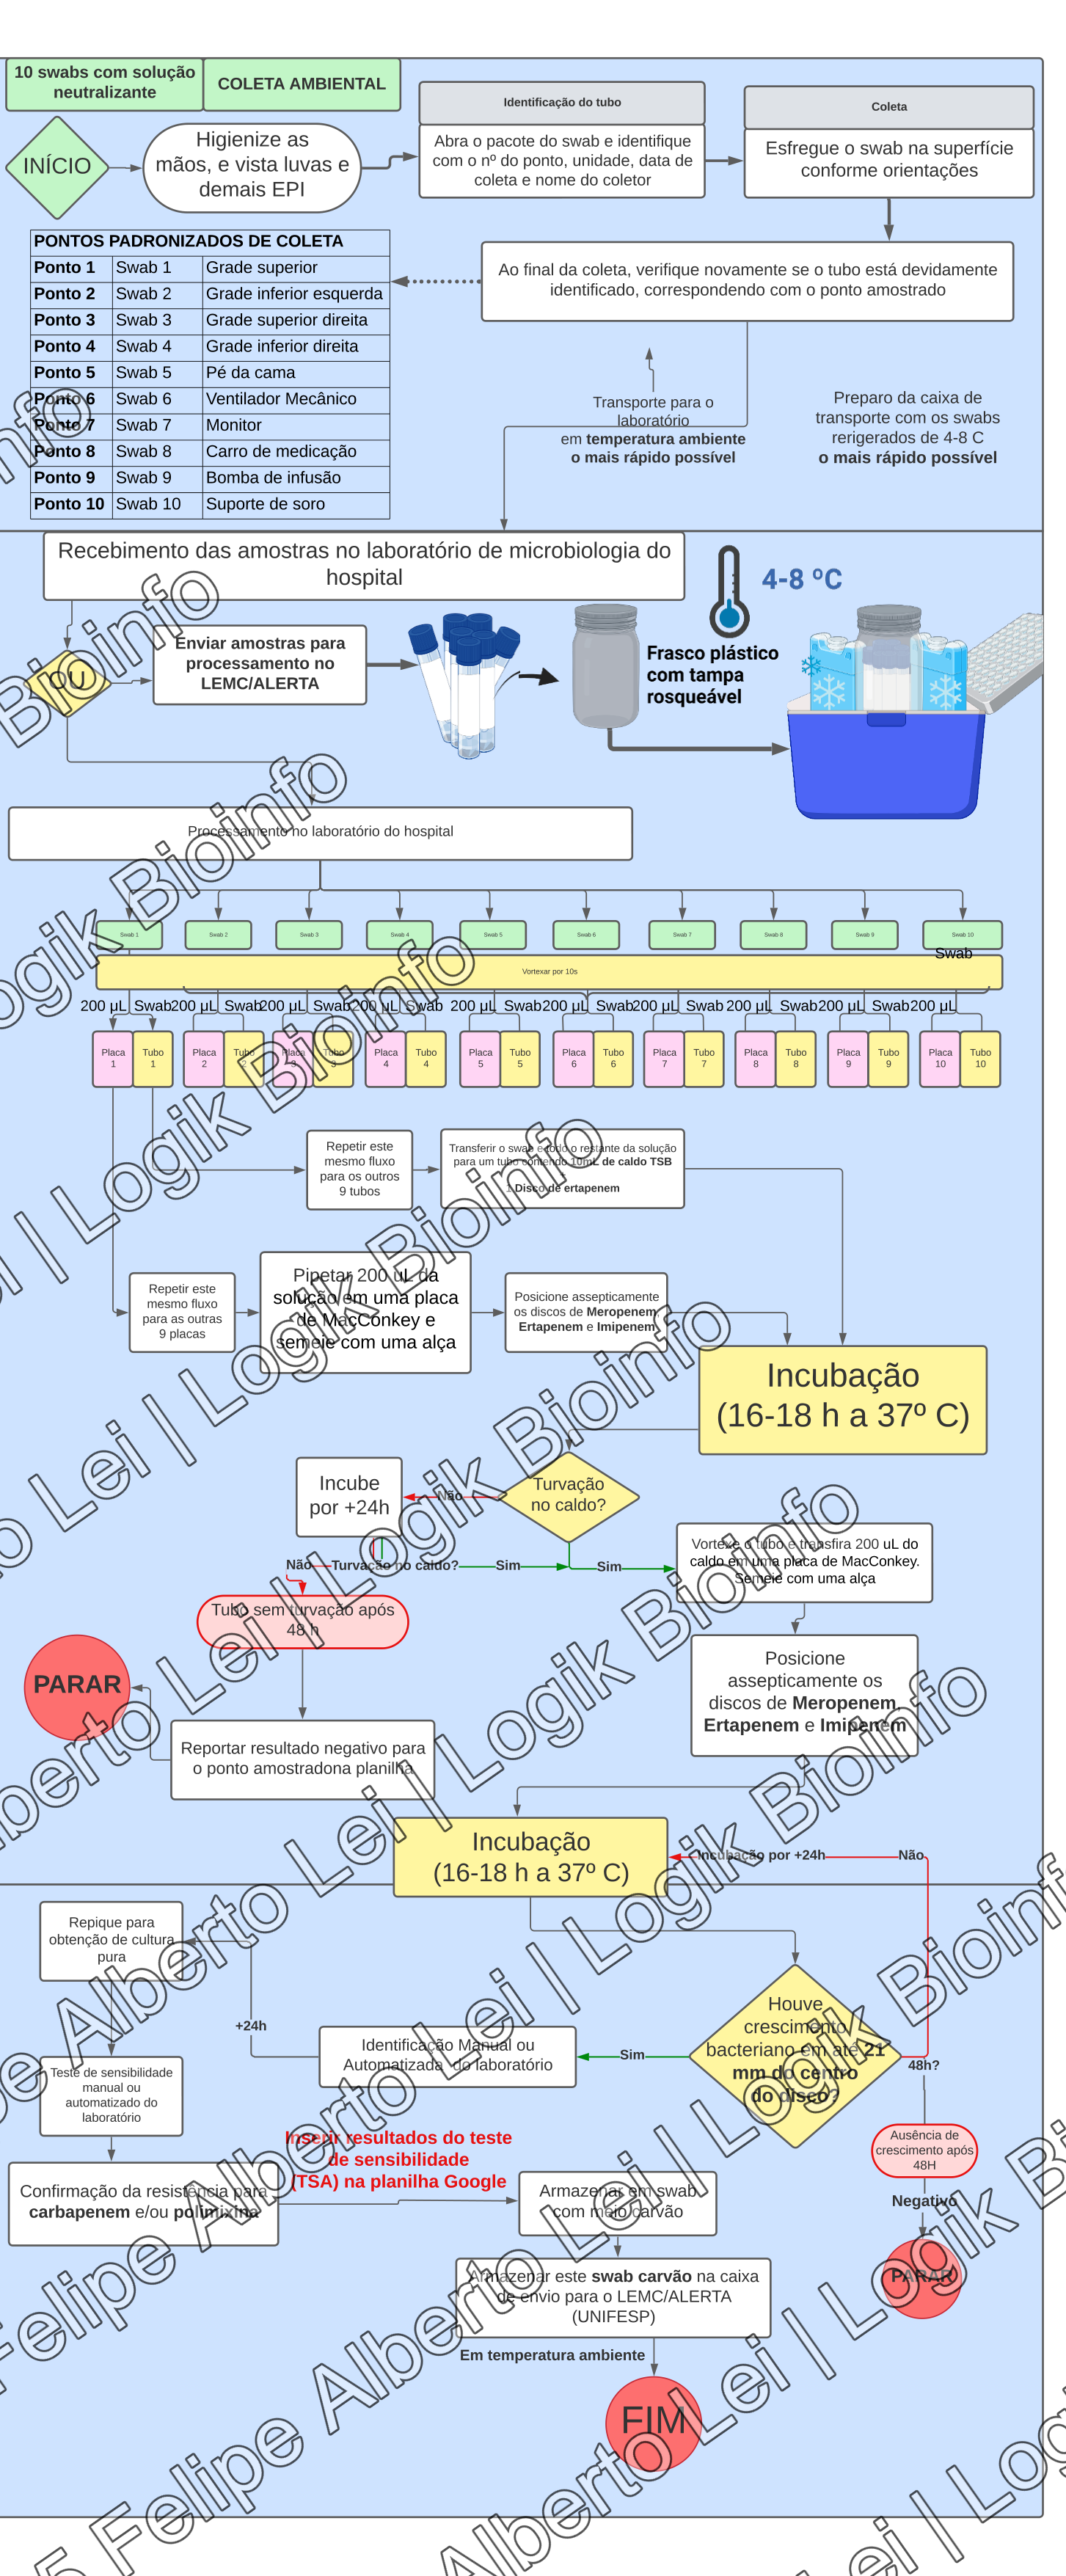 10 swabs com solução
neutralizante
COLETA AMBIENTAL
INÍCIO
Higienize as
mãos, e vista luvas e
demais EPI
Identificação do tubo
Abra o pacote do swab e identifique
com o nº do ponto, unidade, data de
coleta e nome do coletor
Coleta
Esfregue o swab na superfície
conforme orientações
Ao final da coleta, verifique novamente se o tubo está devidamente
identificado, correspondendo com o ponto amostrado
PONTOS PADRONIZADOS DE COLETA
Ponto 1 Swab 1 Grade superior
Ponto 2 Swab 2 Grade inferior esquerda
Ponto 3 Swab 3 Grade superior direita
Ponto 4 Swab 4 Grade inferior direita
Ponto 5 Swab 5 Pé da cama
Ponto 6 Swab 6 Ventilador Mecânico
Ponto 7 Swab 7 Monitor
Ponto 8 Swab 8 Carro de medicação
Ponto 9 Swab 9 Bomba de infusão
Ponto 10 Swab 10 Suporte de soro
Transporte para o
laboratório
em temperatura ambiente
o mais rápido possível
Preparo da caixa de
transporte com os swabs
rerigerados de 4-8 C
o mais rápido possível
Recebimento das amostras no laboratório de microbiologia do
hospital
OU
Enviar amostras para
processamento no
LEMC/ALERTA
4-8 ºC
Frasco plástico
com tampa
rosqueável
Processamento no laboratório do hospital
Swab 1 Swab 2 Swab 3 Swab 4 Swab 5 Swab 6 Swab 7 Swab 8 Swab 9 Swab 10
Swab
Vortexar por 10s
200 µL Swab 200 µL Swab 200 µL Swab 200 µL Swab 200 µL Swab 200 µL Swab 200 µL Swab 200 µL Swab 200 µL Swab 200 µL
Placa Tubo Placa Tubo Placa Tubo Placa Tubo Placa Tubo Placa Tubo Placa Tubo Placa Tubo Placa Tubo Placa Tubo
1 1 2 2 3 3 4 4 5 5 6 6 7 7 8 8 9 9 10 10
Repetir este
mesmo fluxo
para os outros
9 tubos
Transferir o swab e todo o restante da solução
para um tubo contendo 10mL de caldo TSB
+
1 Disco de ertapenem
Repetir este
mesmo fluxo
para as outras
9 placas
Pipetar 200 uL da
solução em uma placa
de MacConkey e
semeie com uma alça
Posicione assepticamente
os discos de Meropenem,
Ertapenem e Imipenem
Incubação
(16-18 h a 37º C)
Turvação
no caldo?
Não
Incube
por +24h
Não
Turvação no caldo?
Sim
Sim
Vortexe o tubo e transfira 200 uL do
caldo em uma placa de MacConkey.
Semeie com uma alça
Tubo sem turvação após
48 h
PARAR
Reportar resultado negativo para
o ponto amostradona planilha
Posicione
assepticamente os
discos de Meropenem,
Ertapenem e Imipenem
Incubação
(16-18 h a 37º C)
Incubação por +24h
Não
Repique para
obtenção de cultura
pura
+24h
Identificação Manual ou
Automatizada do laboratório
Sim
Houve
crescimento
bacteriano em até 21
mm do centro
do disco?
48h?
Teste de sensibilidade
manual ou
automatizado do
laboratório
Ausência de
crescimento após
48H
Negativo
PARAR
Inserir resultados do teste
de sensibilidade
(TSA) na planilha Google
Confirmação da resistência para
carbapenem e/ou polimixina
Armazenar em swab
com meio carvão
Armazenar este swab carvão na caixa
de envio para o LEMC/ALERTA
(UNIFESP)
Em temperatura ambiente
FIM
Felipe Alberto Lei | Logik Bioinfo